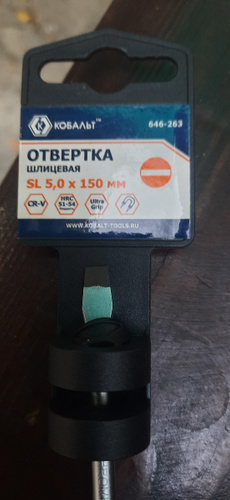 КОБАЛЬТ™
646-263
ОТВЕРТКА
ШЛИЦЕВАЯ
SL 5,0 x 150 мм
CR-V
HRC
51-54
Ultra
Grip
WWW.KOBALT-TOOLS.RU